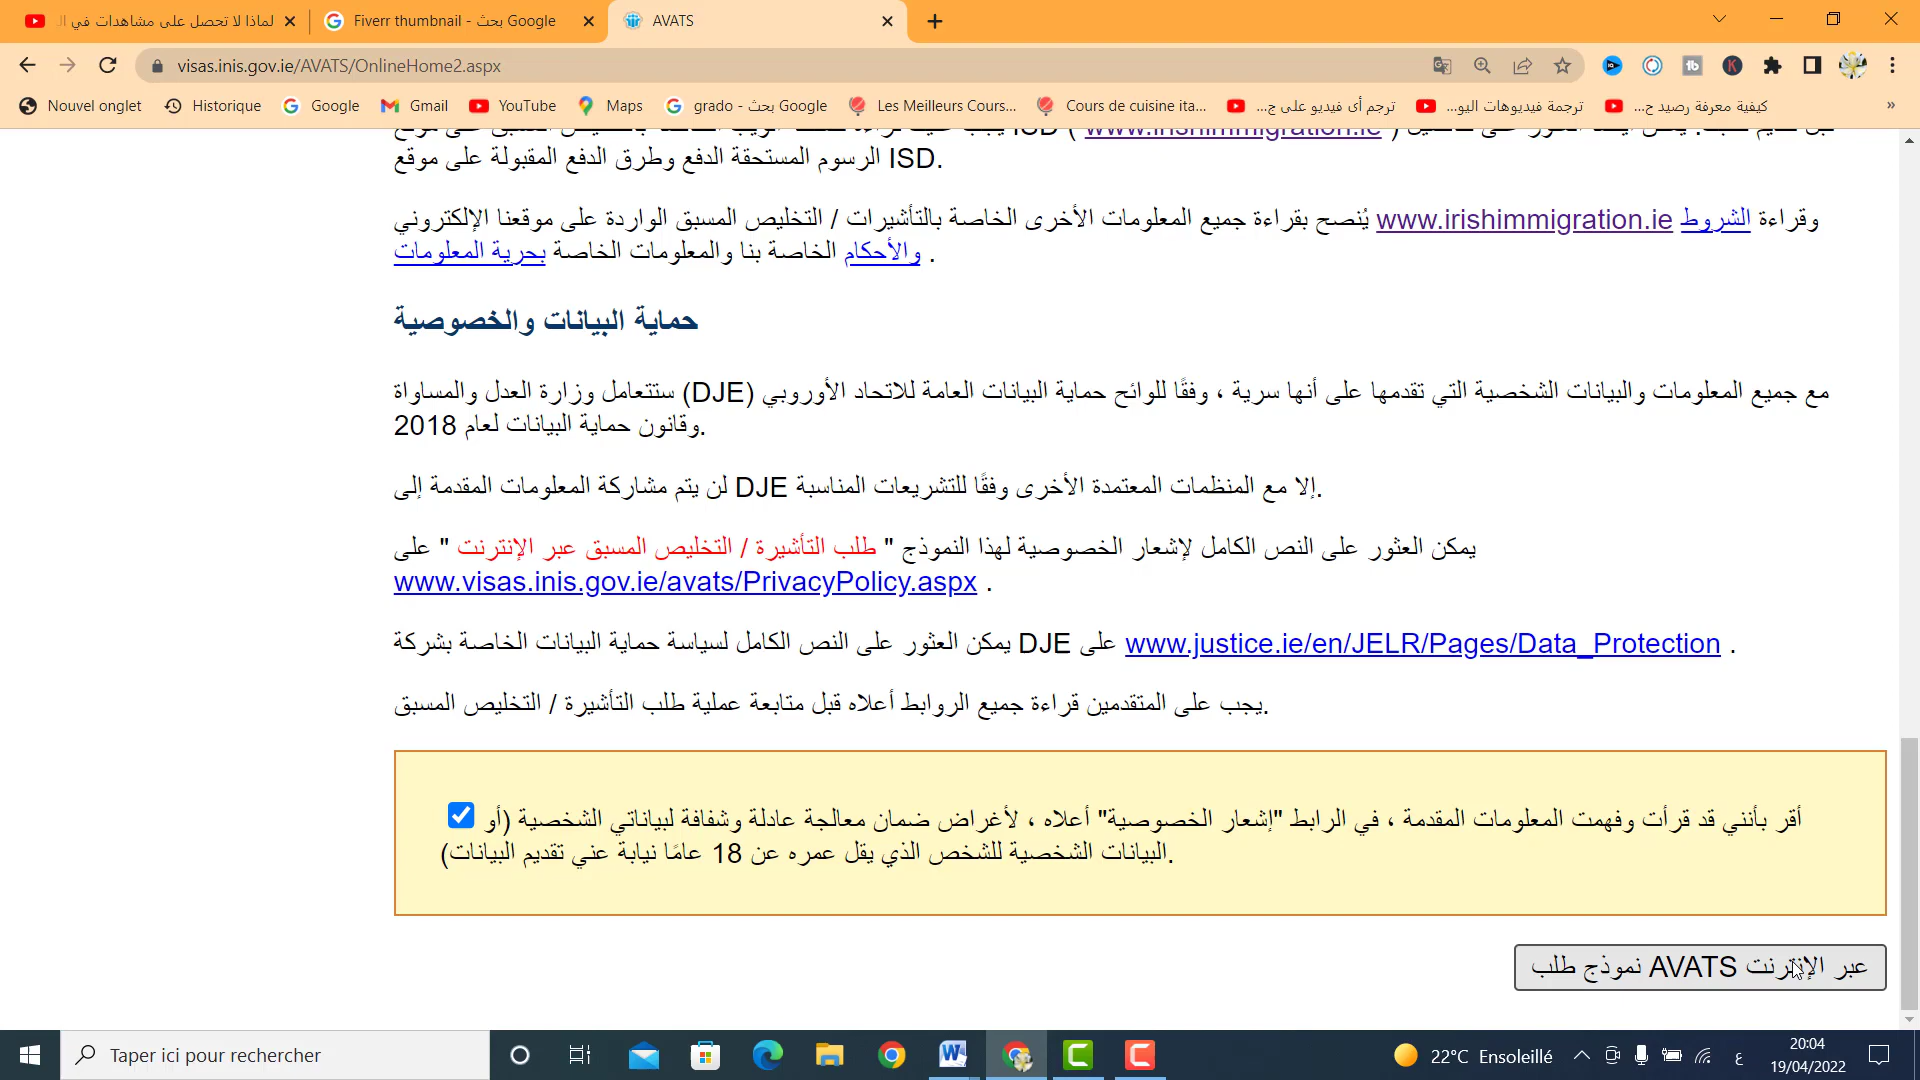 لماذا لا تحصل على مشاهدات في ال
Fiverr thumbnail - بحث Google
AVATS
visas.inis.gov.ie/AVATS/OnlineHome2.aspx
Nouvel onglet
Historique
Google
Gmail
YouTube
Maps
grado - بحث Google
Les Meilleurs Cours...
Cours de cuisine ita...
ترجم أى فيديو على ج...
ترجمة فيديوهات اليو...
كيفية معرفة رصيد ح...
»
www.irishimmigration.ie ) ISD (
الرسوم المستحقة الدفع وطرق الدفع المقبولة على موقع ISD.
يُنصح بقراءة جميع المعلومات الأخرى الخاصة بالتأشيرات / التخليص المسبق الواردة على موقعنا الإلكتروني www.irishimmigration.ie وقراءة الشروط
والأحكام الخاصة بنا والمعلومات الخاصة بحرية المعلومات .
حماية البيانات والخصوصية
ستتعامل وزارة العدل والمساواة (DJE) مع جميع المعلومات والبيانات الشخصية التي تقدمها على أنها سرية ، وفقًا للوائح حماية البيانات العامة للاتحاد الأوروبي
وقانون حماية البيانات لعام 2018.
لن يتم مشاركة المعلومات المقدمة إلى DJE إلا مع المنظمات المعتمدة الأخرى وفقًا للتشريعات المناسبة.
يمكن العثور على النص الكامل لإشعار الخصوصية لهذا النموذج " طلب التأشيرة / التخليص المسبق عبر الإنترنت " على
www.visas.inis.gov.ie/avats/PrivacyPolicy.aspx .
يمكن العثور على النص الكامل لسياسة حماية البيانات الخاصة بشركة DJE على www.justice.ie/en/JELR/Pages/Data_Protection .
يجب على المتقدمين قراءة جميع الروابط أعلاه قبل متابعة عملية طلب التأشيرة / التخليص المسبق.
أقر بأنني قد قرأت وفهمت المعلومات المقدمة ، في الرابط "إشعار الخصوصية" أعلاه ، لأغراض ضمان معالجة عادلة وشفافة لبياناتي الشخصية (أو
البيانات الشخصية للشخص الذي يقل عمره عن 18 عامًا نيابة عني تقديم البيانات).
نموذج طلب AVATS عبر الإنترنت
Taper ici pour rechercher
22°C Ensoleillé
ع
20:04
19/04/2022